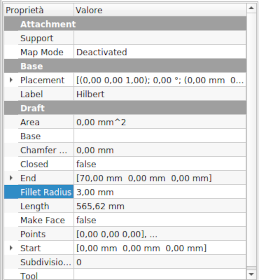 Proprietà Valore
Attachment
Support
Map Mode Deactivated
Base
Placement [(0,00 0,00 1,00); 0,00 °; (0,00 mm 0...
Label Hilbert
Draft
Area 0,00 mm^2
Base
Chamfer ... 0,00 mm
Closed false
End [70,00 mm 0,00 mm 0,00 mm]
Fillet Radius 3,00 mm
Length 565,62 mm
Make Face false
Points [0,00 0,00 0,00], ...
Start [0,00 mm 0,00 mm 0,00 mm]
Subdivisio... 0
Tool